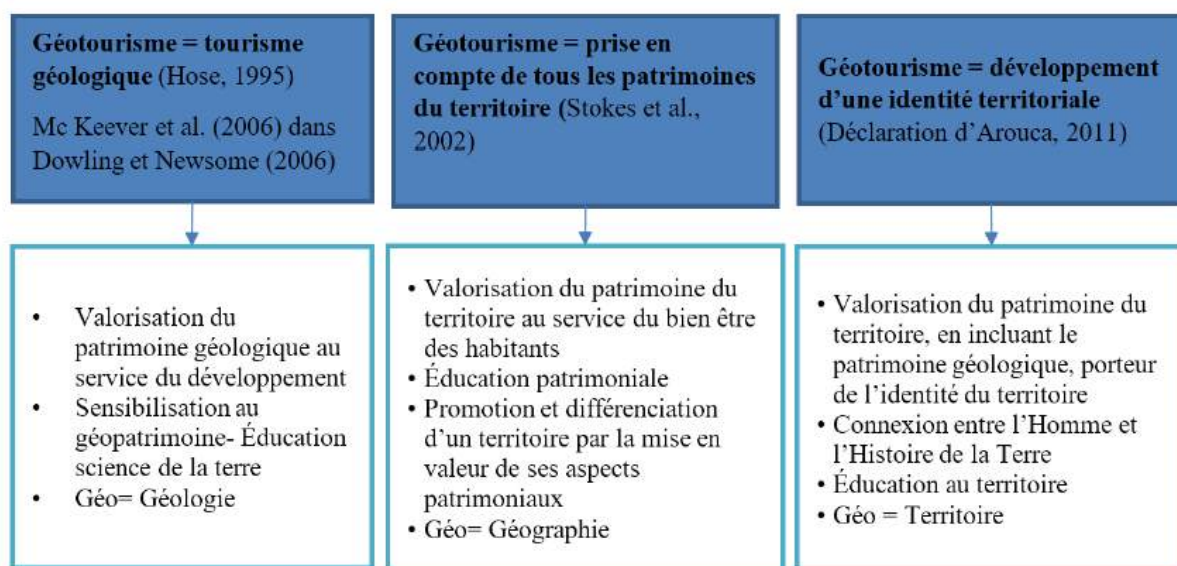 Géotourisme = tourisme
géologique (Hose, 1995)
Mc Keever et al. (2006) dans
Dowling et Newsome (2006)
Géotourisme = prise en
compte de tous les patrimoines
du territoire (Stokes et al.,
2002)
Géotourisme = développement
d’une identité territoriale
(Déclaration d’Arouca, 2011)
• Valorisation du
patrimoine géologique au
service du développement
• Sensibilisation au
géopatrimoine- Éducation
science de la terre
• Géo= Géologie
• Valorisation du patrimoine du
territoire au service du bien être
des habitants
• Éducation patrimoniale
• Promotion et différenciation
d’un territoire par la mise en
valeur de ses aspects
patrimoniaux
• Géo= Géographie
• Valorisation du patrimoine du
territoire, en incluant le
patrimoine géologique, porteur
de l’identité du territoire
• Connexion entre l’Homme et
l’Histoire de la Terre
• Éducation au territoire
• Géo = Territoire